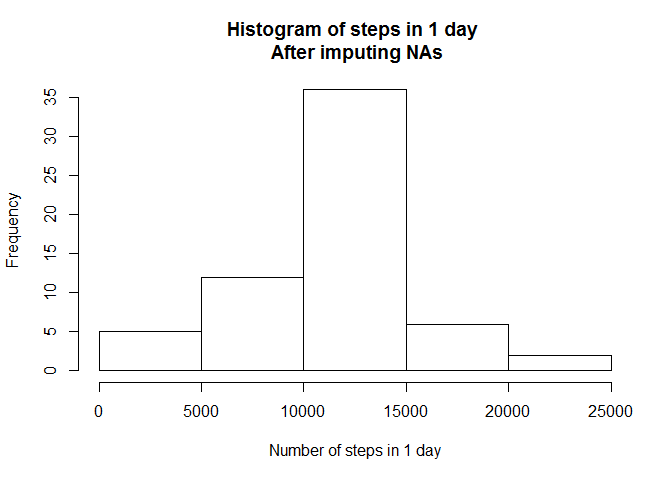 Histogram of steps in 1 day
After imputing NAs
Frequency
35
30
25
20
15
10
5
0
0 5000 10000 15000 20000 25000
Number of steps in 1 day